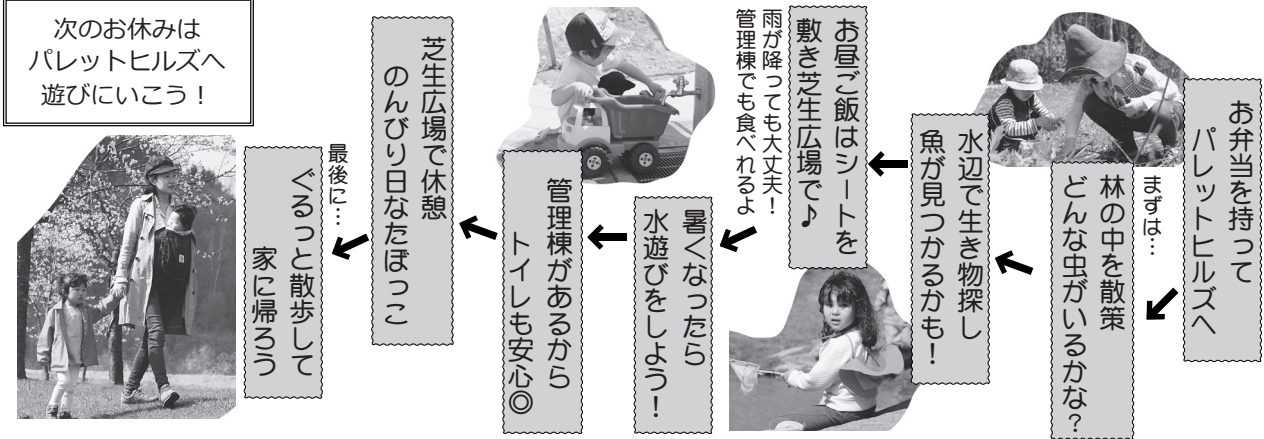 お弁当を持って
パレットヒルズへ
まずは…
林の中を散策
どんな虫がいるかな？
水辺で生き物探し
魚が見つかるかも！
お昼ご飯はシートを
敷き芝生広場で♪
雨が降っても大丈夫！
管理棟でも食べれるよ
暑くなったら
水遊びをしよう！
管理棟があるから
トイレも安心◎
芝生広場で休憩
のんびり日なたぼっこ
最後に…
ぐるっと散歩して
家に帰ろう
次のお休みは
パレットヒルズへ
遊びにいこう！